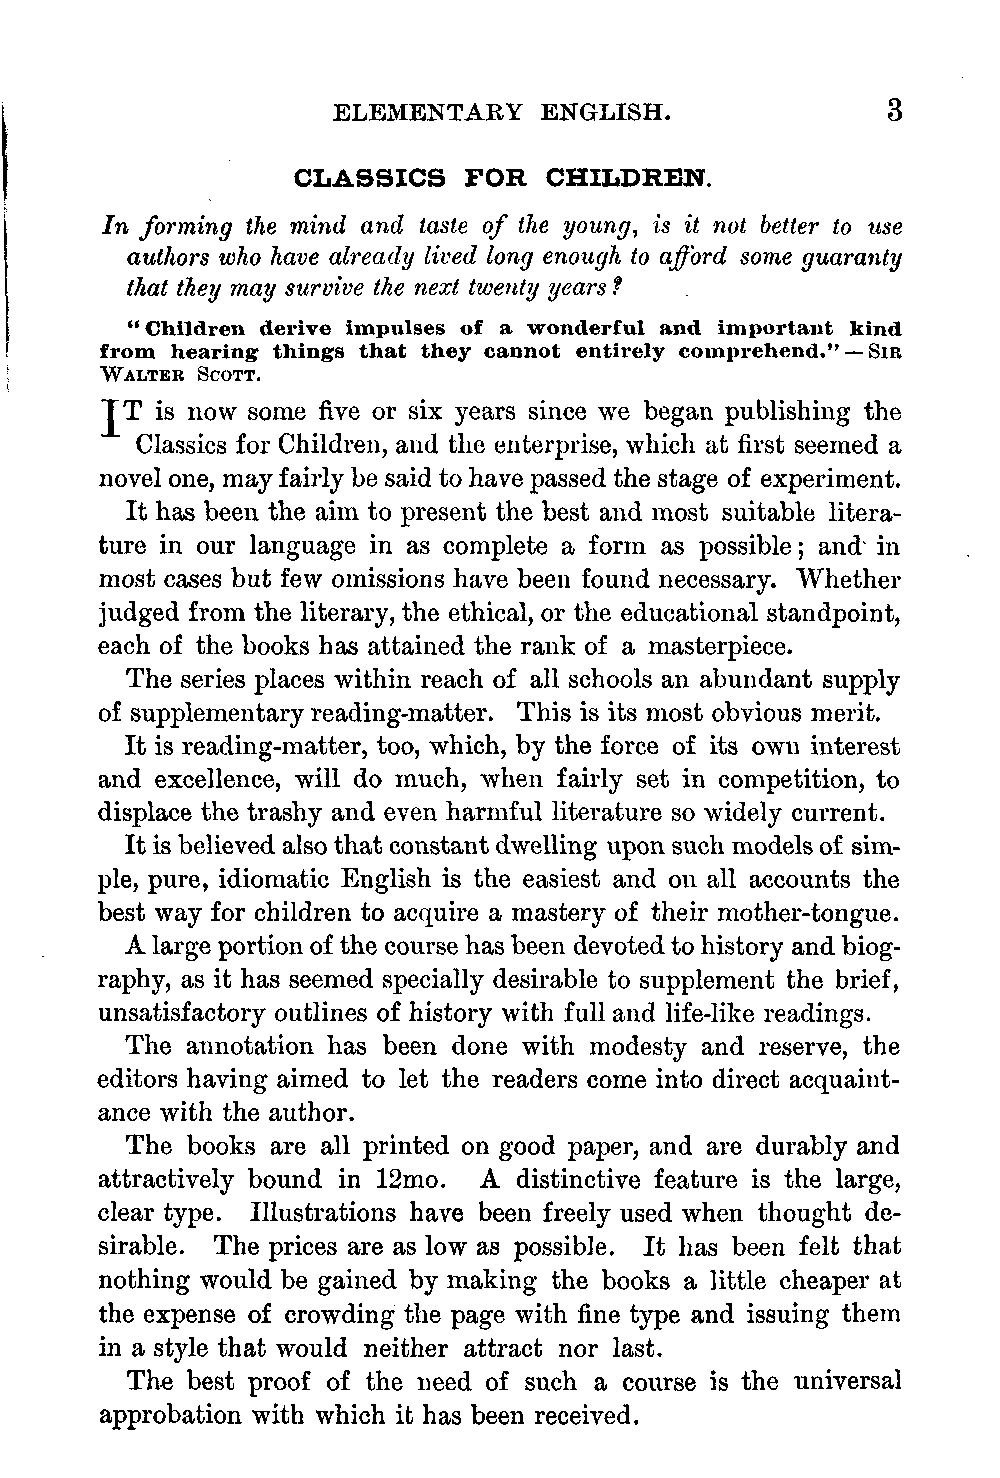 ELEMENTARY ENGLISH. 3
CLASSICS FOR CHILDREN.
In forming the mind and taste of the young, is it not better to use
authors who have already lived long enough to afford some guaranty
that they may survive the next twenty years?
"Children derive impulses of a wonderful and important kind
from hearing things that they cannot entirely comprehend."—SIR
WALTER SCOTT.
IT is now some five or six years since we began publishing the
Classics for Children, and the enterprise, which at first seemed a
novel one, may fairly be said to have passed the stage of experiment.
It has been the aim to present the best and most suitable litera-
ture in our language in as complete a form as possible; and in
most cases but few omissions have been found necessary. Whether
judged from the literary, the ethical, or the educational standpoint,
each of the books has attained the rank of a masterpiece.
The series places within reach of all schools an abundant supply
of supplementary reading-matter. This is its most obvious merit.
It is reading-matter, too, which, by the force of its own interest
and excellence, will do much, when fairly set in competition, to
displace the trashy and even harmful literature so widely current.
It is believed also that constant dwelling upon such models of sim-
ple, pure, idiomatic English is the easiest and on all accounts the
best way for children to acquire a mastery of their mother-tongue.
A large portion of the course has been devoted to history and biog-
raphy, as it has seemed specially desirable to supplement the brief,
unsatisfactory outlines of history with full and life-like readings.
The annotation has been done with modesty and reserve, the
editors having aimed to let the readers come into direct acquaint-
ance with the author.
The books are all printed on good paper, and are durably and
attractively bound in 12mo. A distinctive feature is the large,
clear type. Illustrations have been freely used when thought de-
sirable. The prices are as low as possible. It has been felt that
nothing would be gained by making the books a little cheaper at
the expense of crowding the page with fine type and issuing them
in a style that would neither attract nor last.
The best proof of the need of such a course is the universal
approbation with which it has been received.